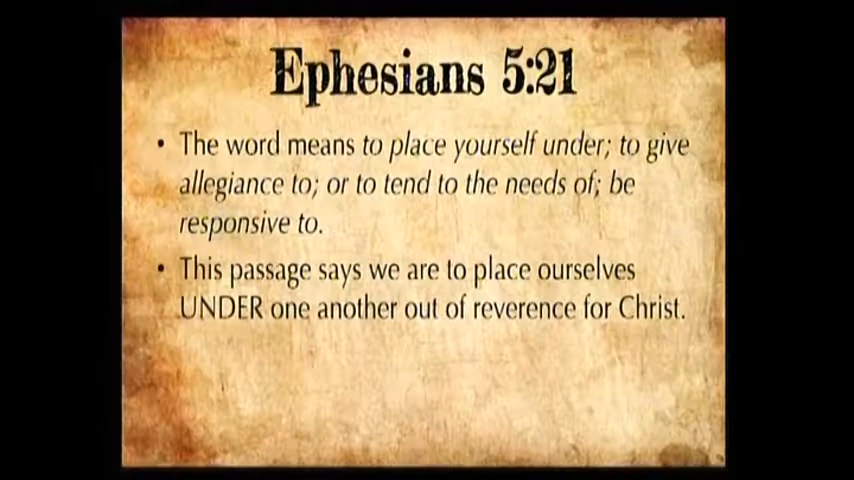 Ephesians 5:21
• The word means to place yourself under; to give
allegiance to; or to tend to the needs of; be
responsive to.
• This passage says we are to place ourselves
UNDER one another out of reverence for Christ.